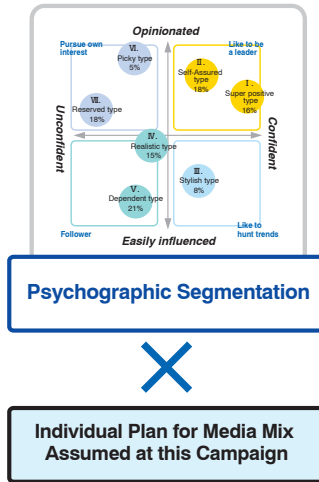 Opinionated
Pursue own
interest
Like to be
a leader
Ⅵ.
Picky type
5%
Ⅱ.
Self-Assured
type
18%
Ⅰ.
Super positive
type
16%
Ⅶ.
Reserved type
18%
Unconfident
Confident
Ⅳ.
Realistic type
15%
Ⅲ.
Stylish type
8%
Ⅴ.
Dependent type
21%
Follower
Like to
hunt trends
Easily influenced
Psychographic Segmentation
×
Individual Plan for Media Mix
Assumed at this Campaign